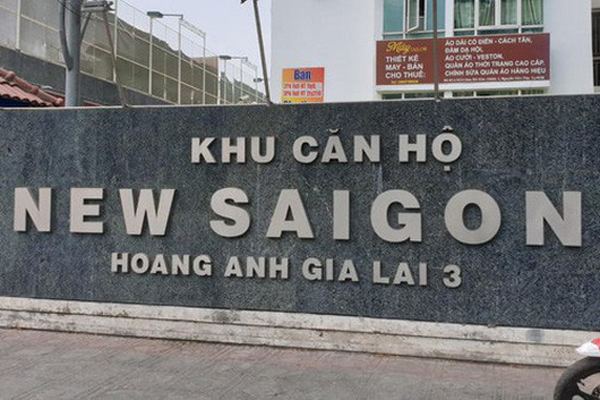 Máy
THIẾT KẾ
MAY - BÁN
CHO THUÊ:
ÁO DÀI CỔ ĐIỂN - CÁCH TÂN,
ĐẦM DẠ HỘI,
ÁO CƯỚI - VESTON.
QUẦN ÁO THỜI TRANG CAO CẤP.
CHỈNH SỬA QUẦN ÁO HÀNG HIỆU
Bán
KHU CĂN HỘ
NEW SAIGON
HOANG ANH GIA LAI 3